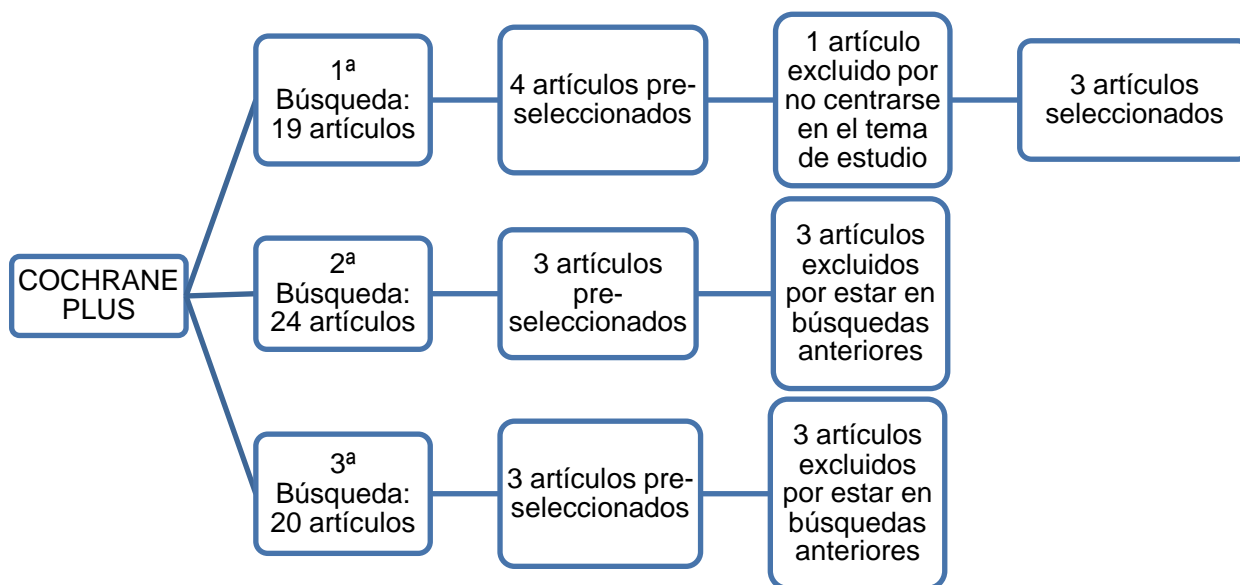 COCHRANE
PLUS
1ª
Búsqueda:
19 artículos
4 artículos pre-
seleccionados
1 artículo
excluido por
no centrarse
en el tema
de estudio
3 artículos
seleccionados
2ª
Búsqueda:
24 artículos
3 artículos
pre-
seleccionados
3 artículos
excluidos
por estar en
búsquedas
anteriores
3ª
Búsqueda:
20 artículos
3 artículos pre-
seleccionados
3 artículos
excluidos
por estar en
búsquedas
anteriores